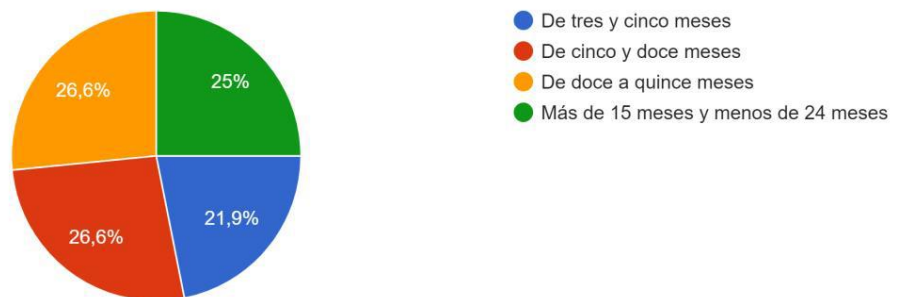 De tres y cinco meses
De cinco y doce meses
De doce a quince meses
Más de 15 meses y menos de 24 meses
26,6%
25%
26,6%
21,9%